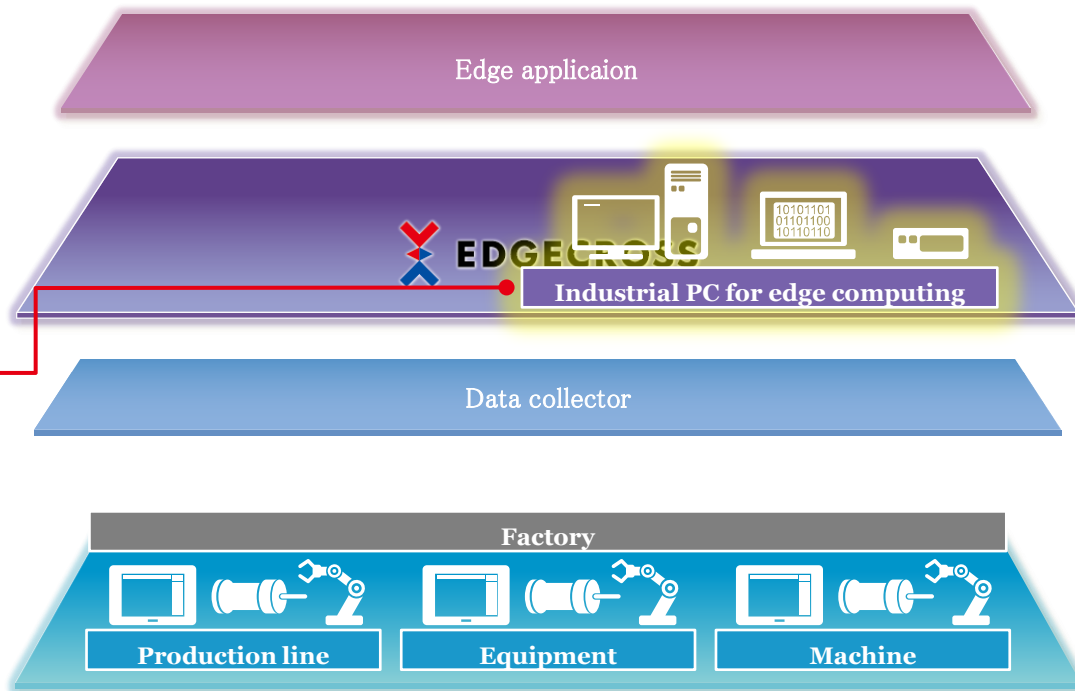 Edge applicaion
10101101
01101100
10110110
EDGECROSS
Industrial PC for edge computing
Data collector
Factory
Production line
Equipment
Machine